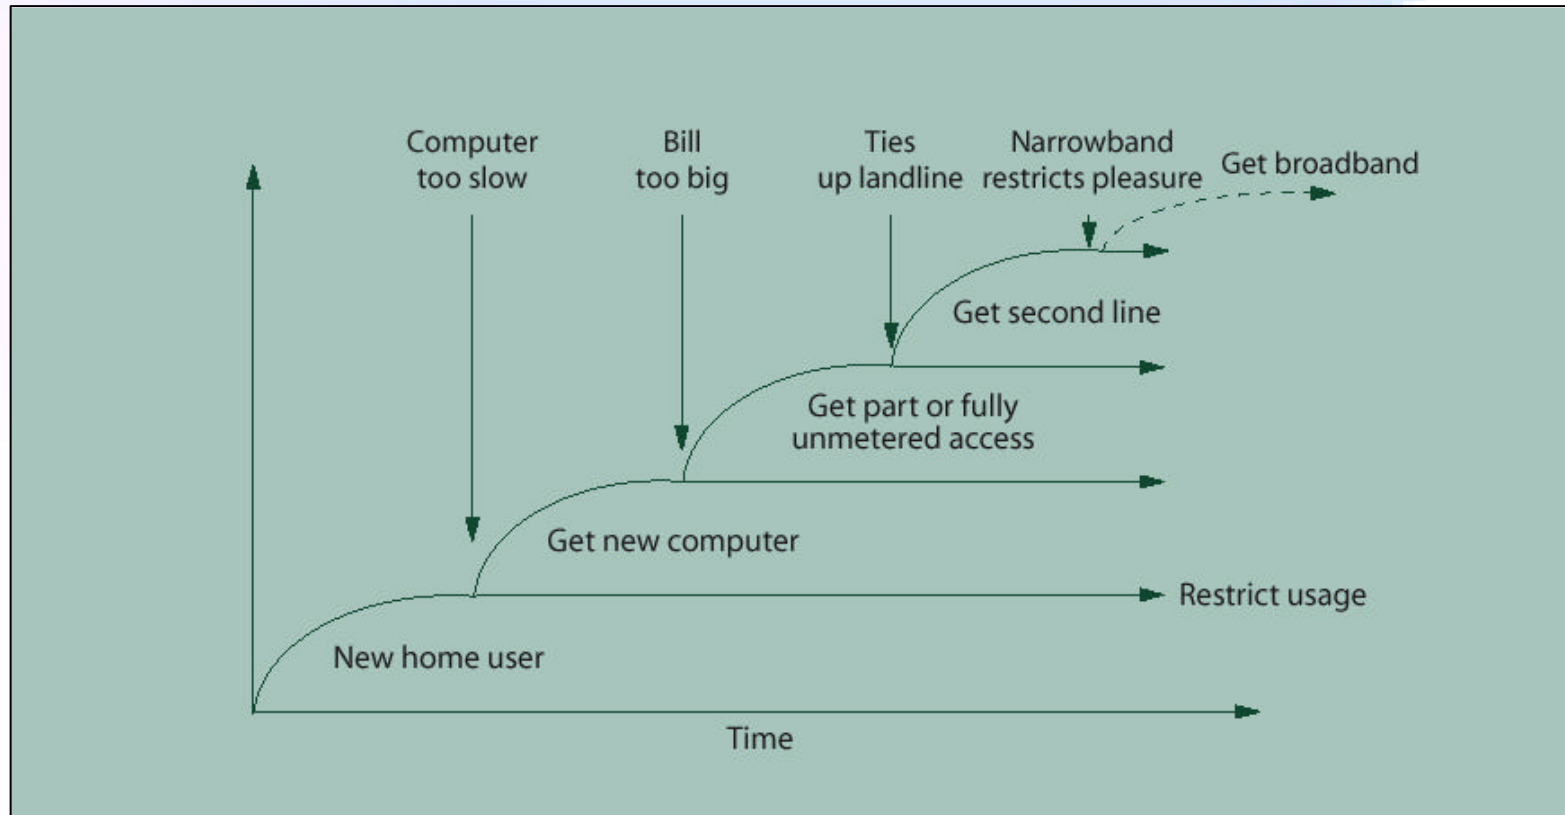 Computer
too slow
Bill
too big
Ties
up landline
Narrowband
restricts pleasure
Get broadband
Get second line
Get part or fully
unmetered access
Get new computer
Restrict usage
New home user
Time